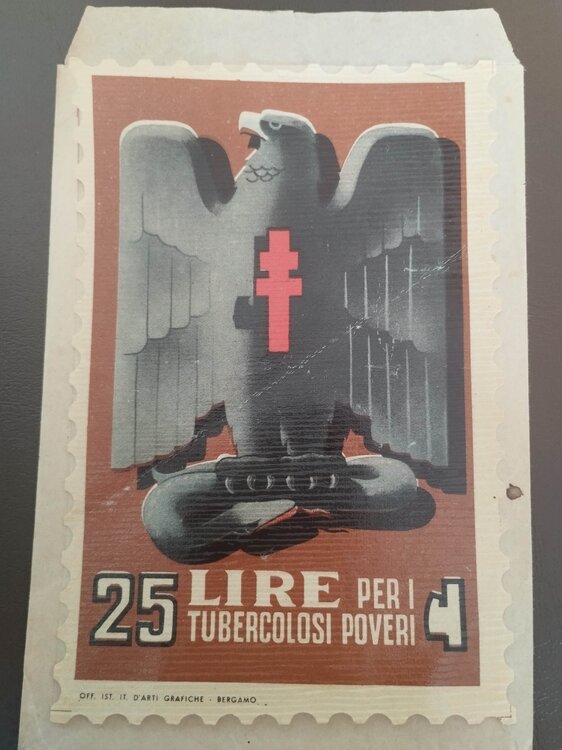 25 LIRE PER I
TUBERCOLOSI POVERI
OFF. IST. IT. D'ARTI GRAFICHE - BERGAMO